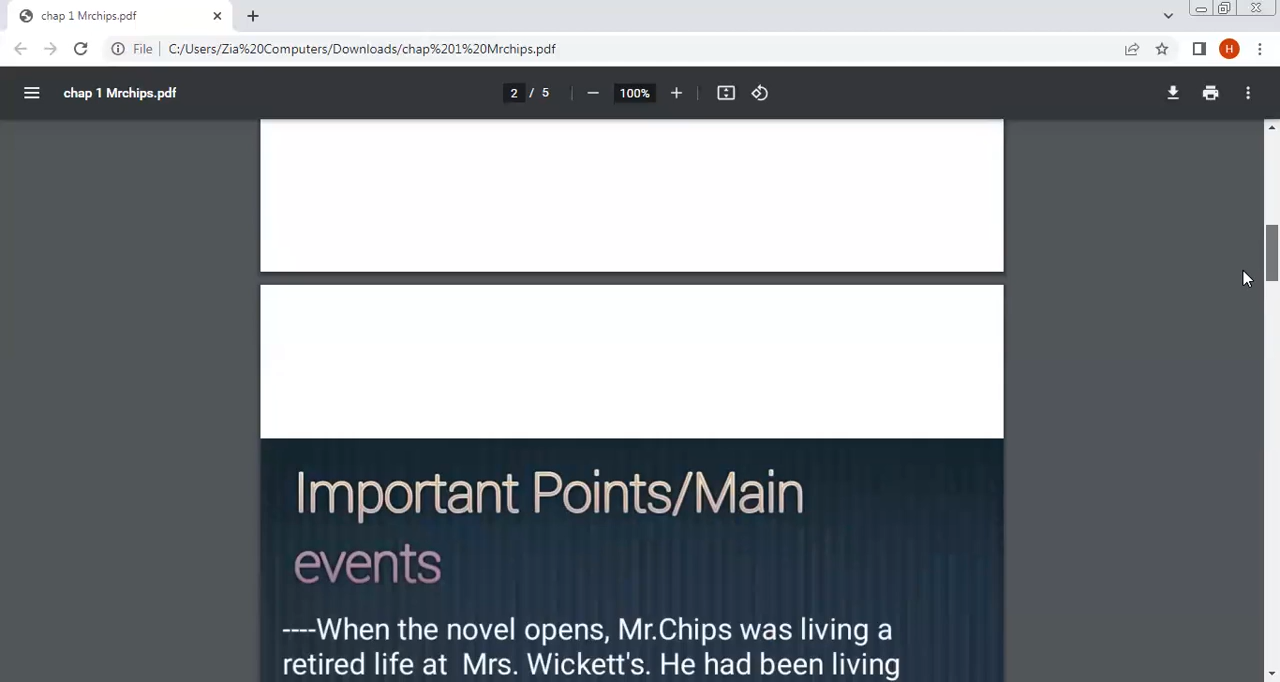 chap 1 Mrchips.pdf
File
C:/Users/Zia%20Computers/Downloads/chap%201%20Mrchips.pdf
H
chap 1 Mrchips.pdf
2 / 5
100%
Important Points/Main
events
----When the novel opens, Mr.Chips was living a
retired life at Mrs. Wickett's. He had been living